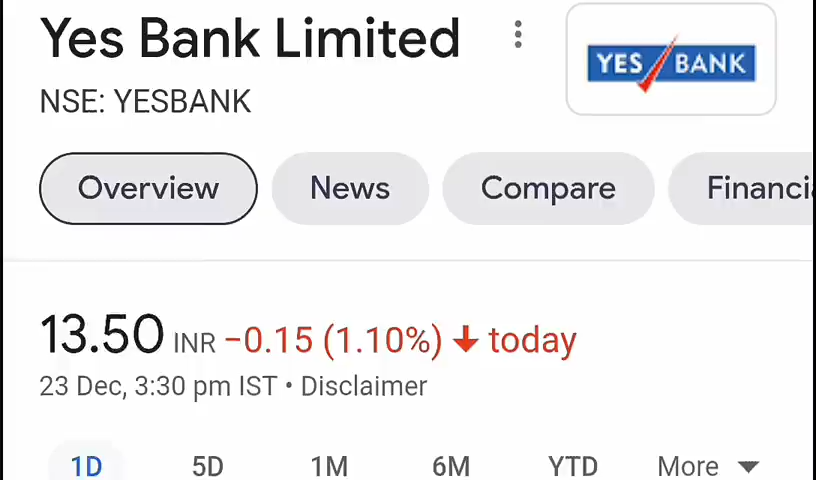 Yes Bank Limited
YES BANK
NSE: YESBANK
Overview News Compare Financia
13.50 INR −0.15 (1.10%) ↓ today
23 Dec, 3:30 pm IST • Disclaimer
1D 5D 1M 6M YTD More